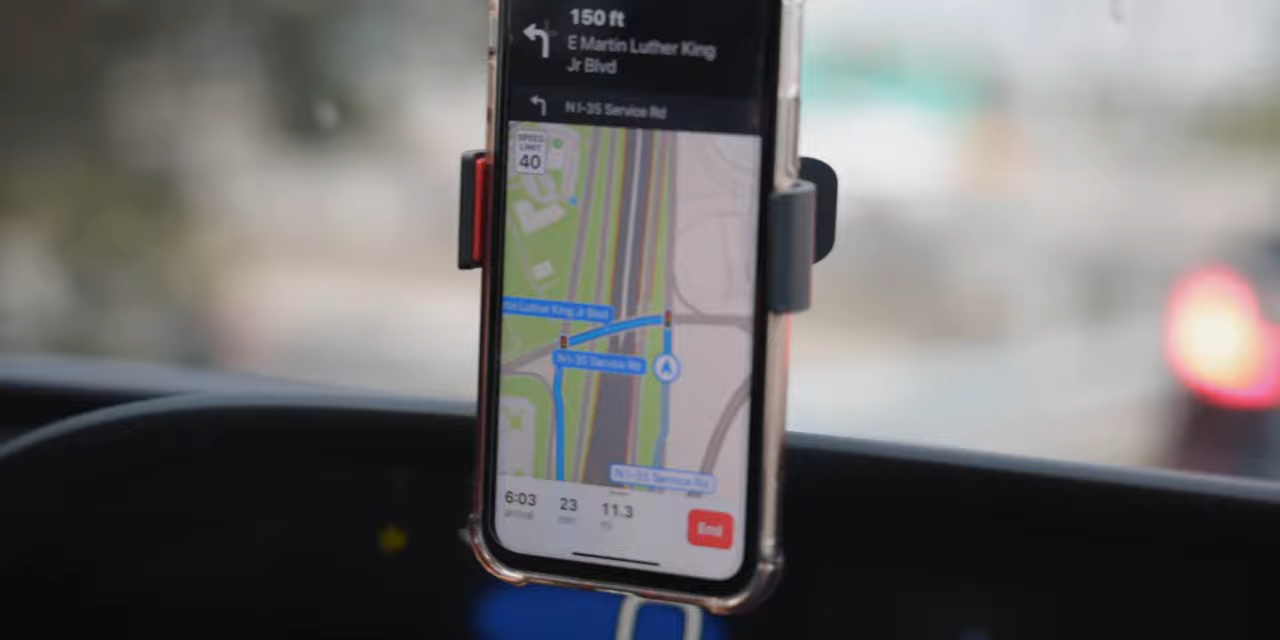 150 ft
E Martin Luther King
Jr Blvd
N I-35 Service Rd
SPEED
LIMIT
40
Luther King Jr Blvd
N I-35 Service Rd
N I-35 Service Rd
6:03 23 11.3
arrival min mi
End